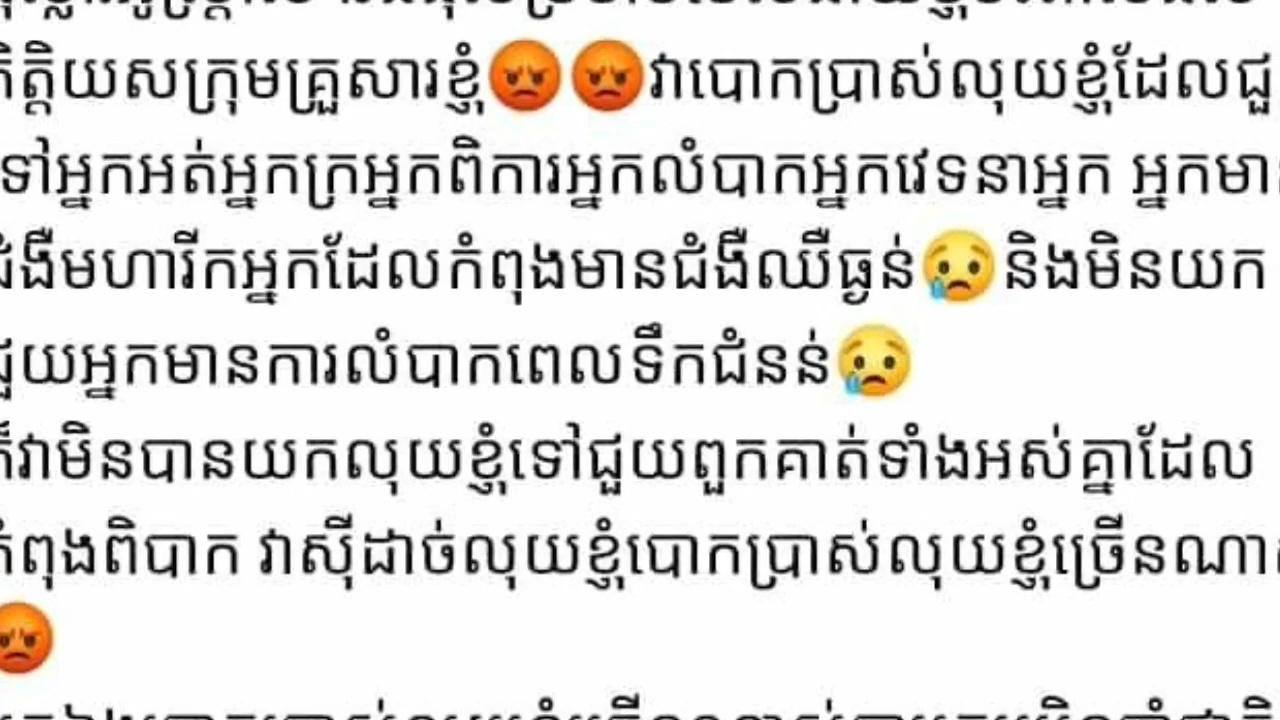 កិត្តិយសក្រុមគ្រួសារខ្ញុំ😡😡វាបោកប្រាស់លុយខ្ញុំដែលជួ
ទៅអ្នកអត់អ្នកក្រអ្នកពិការអ្នកលំបាកអ្នកវេទនាអ្នក អ្នកមាន
ជំងឺមហារីកអ្នកដែលកំពុងមានជំងឺឈឺធ្ងន់😢និងមិនយក
ជួយអ្នកមានការលំបាកពេលទឹកជំនន់😢
ក៏វាមិនបានយកលុយខ្ញុំទៅជួយពួកគាត់ទាំងអស់គ្នាដែល
កំពុងពិបាក វាស៊ីដាច់លុយខ្ញុំបោកប្រាស់លុយខ្ញុំច្រើនណាស់
😡